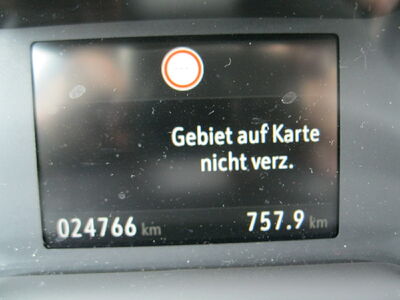 Gebiet auf Karte
nicht verz.
024766 km 757.9 km